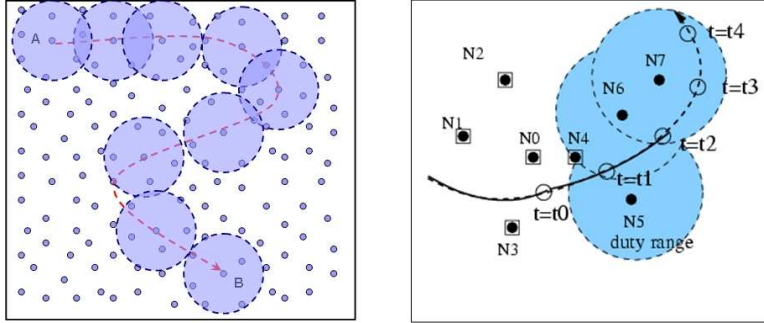 A
B
t=t4
N2
N7
t=t3
N6
N1
N0
N4
t=t2
t=t1
t=t0
N5
N3
duty range